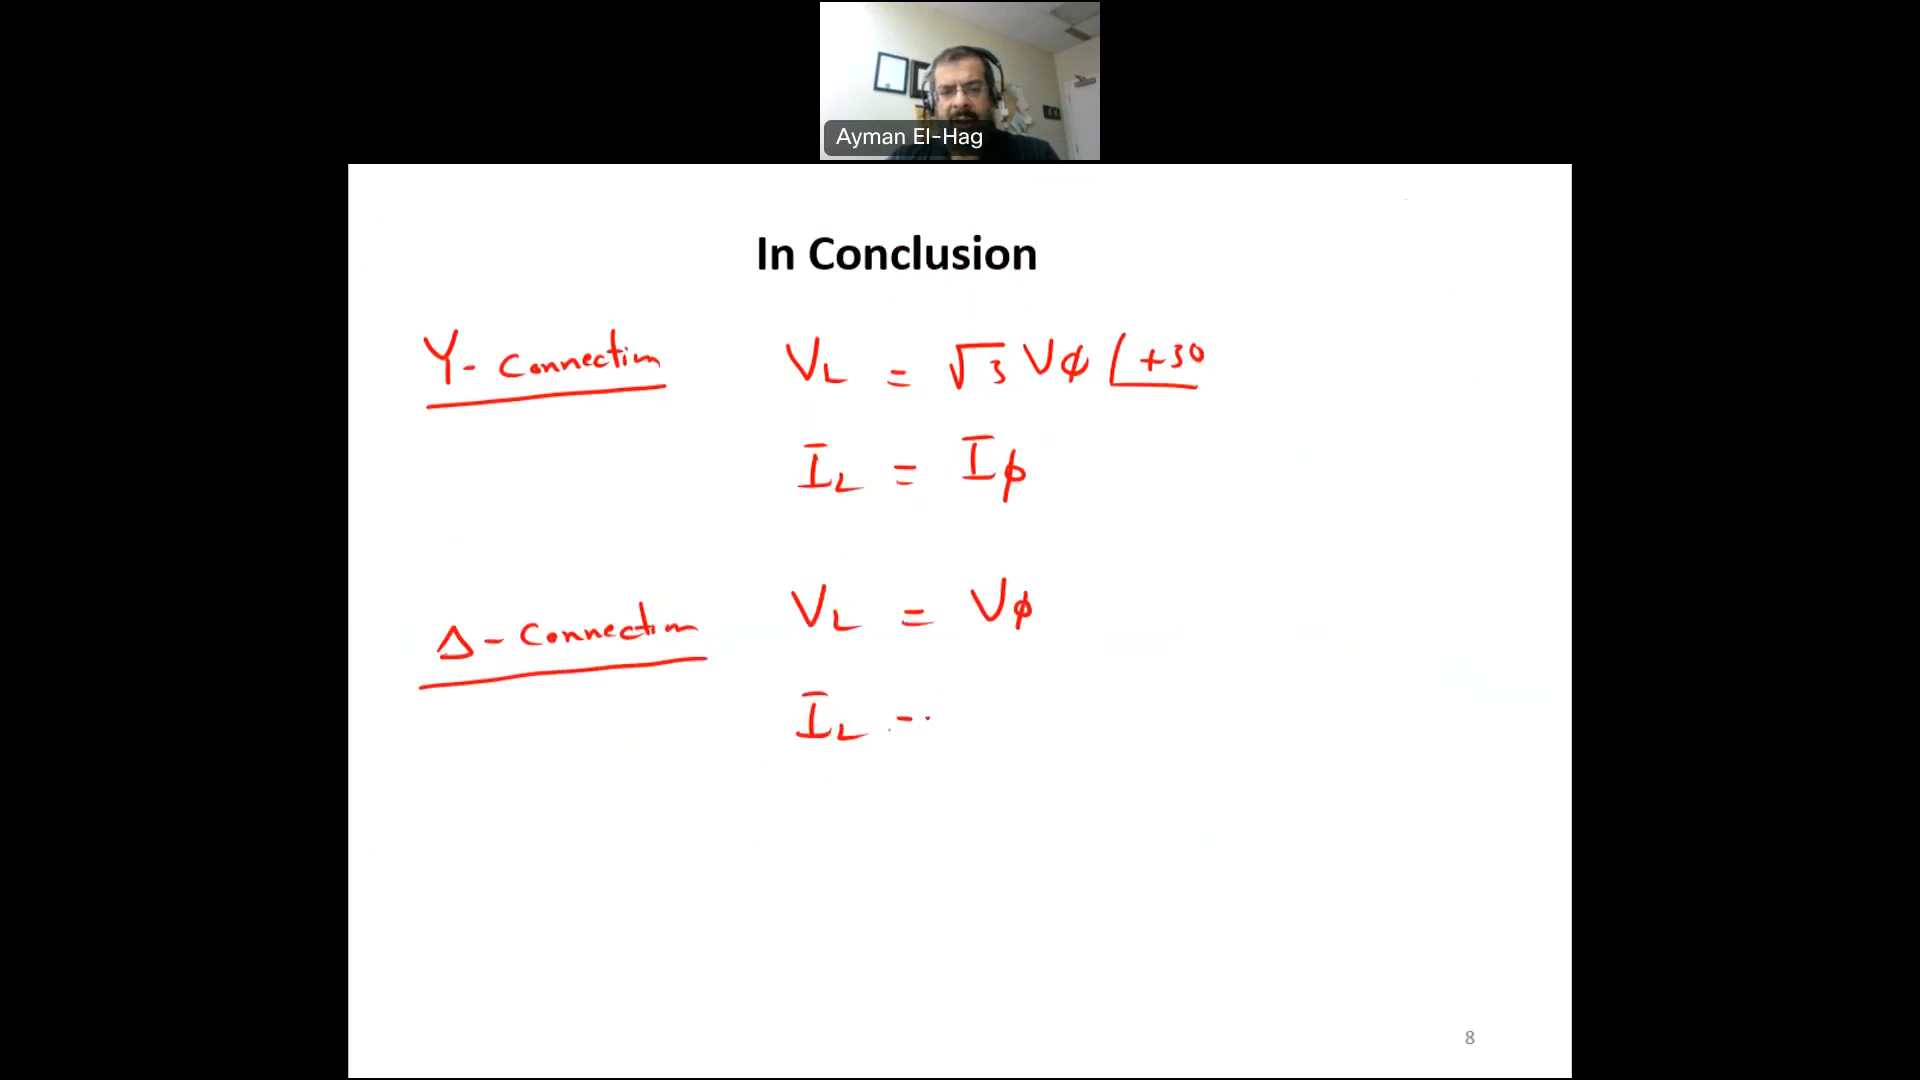 Ayman El-Hag
In Conclusion
Y- Connection VL = √3 Vϕ ∠+30
IL = Iϕ
Δ- Connection VL = Vϕ
IL -
8